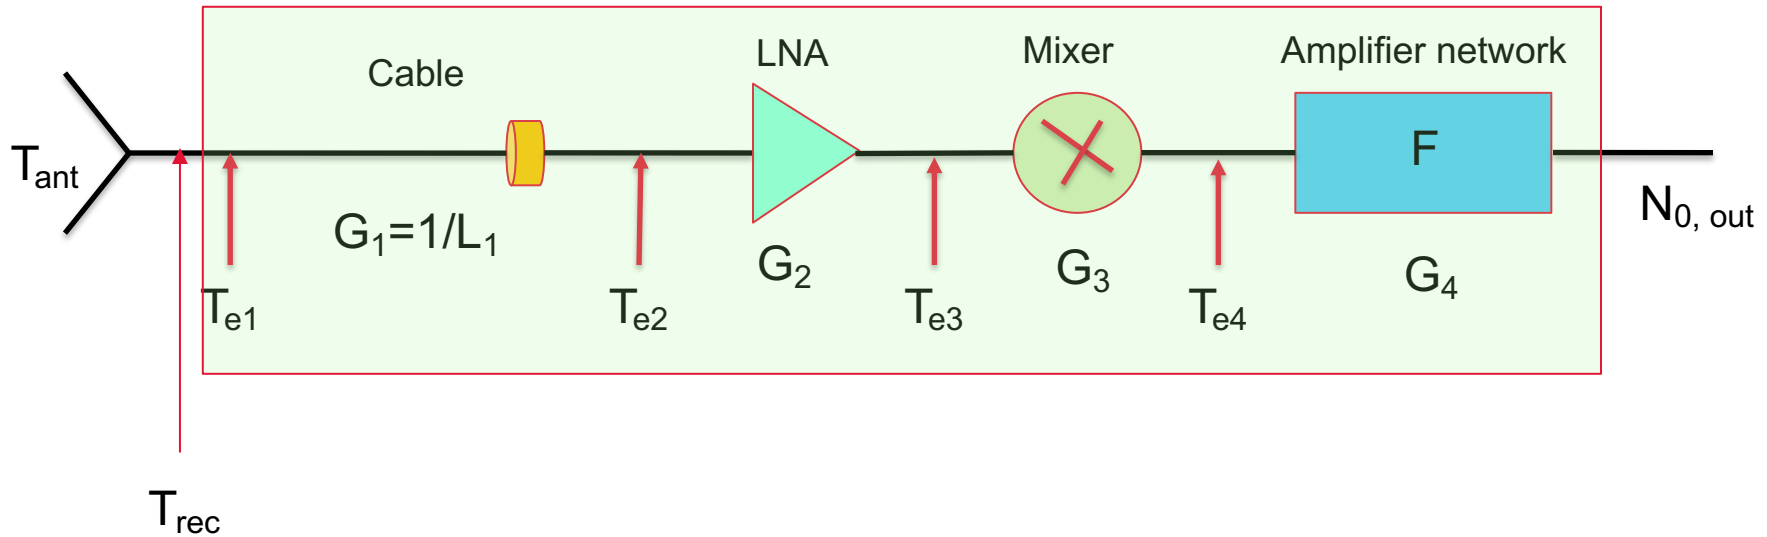 Cable
LNA
Mixer
Amplifier network
T_ant
F
N_0, out
G_1=1/L_1
G_2
G_3
G_4
T_e1
T_e2
T_e3
T_e4
T_rec